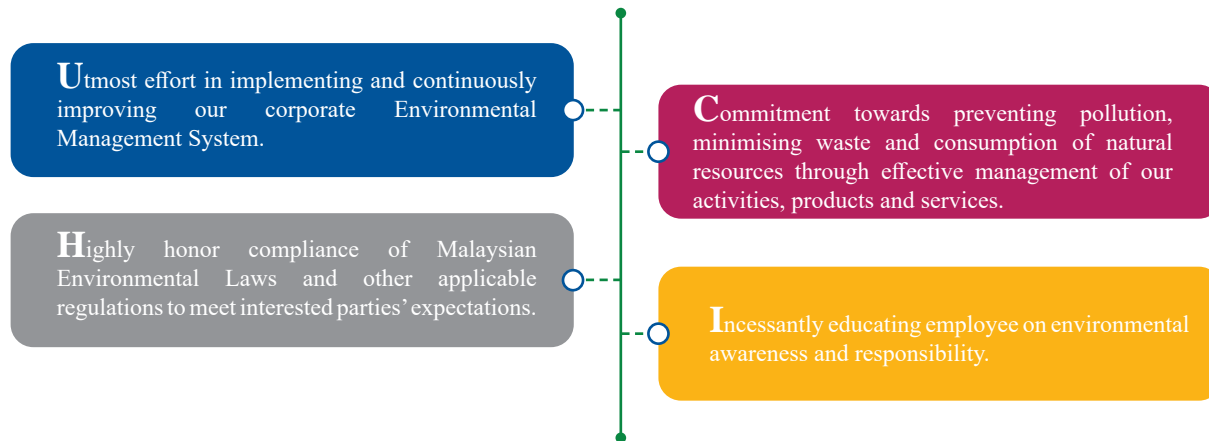 Utmost effort in implementing and continuously
improving our corporate Environmental
Management System.
Commitment towards preventing pollution,
minimising waste and consumption of natural
resources through effective management of our
activities, products and services.
Highly honor compliance of Malaysian
Environmental Laws and other applicable
regulations to meet interested parties’ expectations.
Incessantly educating employee on environmental
awareness and responsibility.